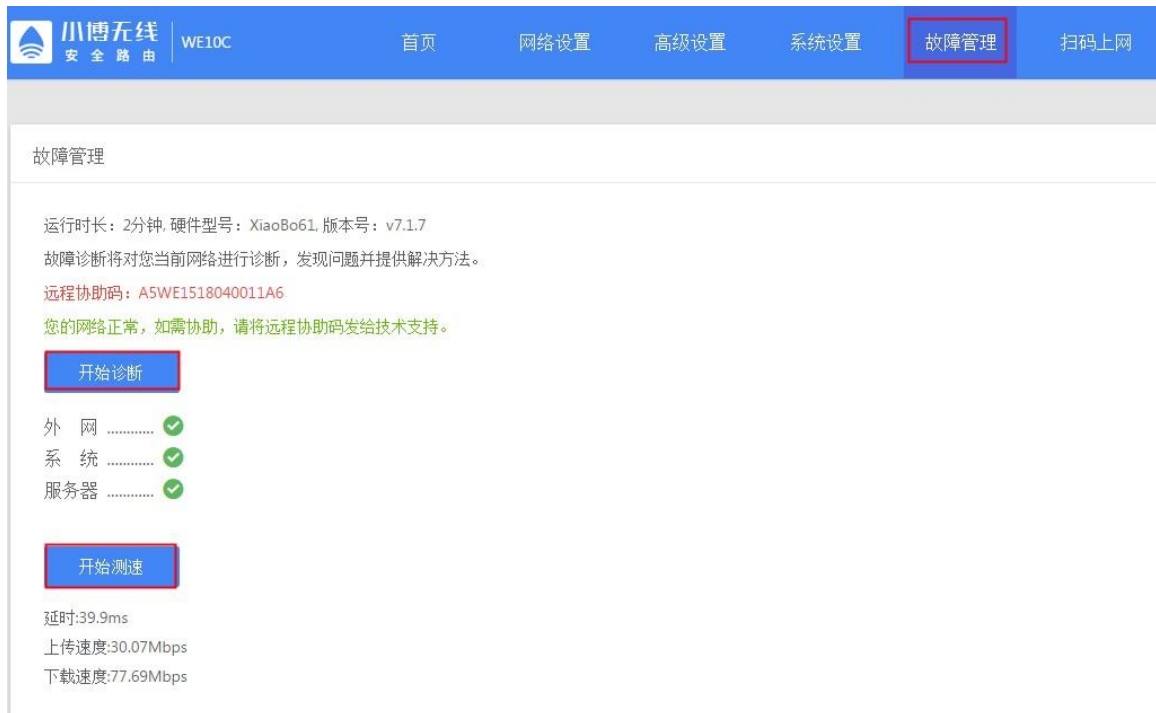 小博无线
安全路由
WE10C
首页 网络设置 高级设置 系统设置 故障管理 扫码上网
故障管理
运行时长：2分钟, 硬件型号：XiaoBo61, 版本号：v7.1.7
故障诊断将对您当前网络进行诊断，发现问题并提供解决方法。
远程协助码：A5WE1518040011A6
您的网络正常，如需协助，请将远程协助码发给技术支持。
开始诊断
外 网 ............
系 统 ............
服务器 ............
开始测速
延时:39.9ms
上传速度:30.07Mbps
下载速度:77.69Mbps